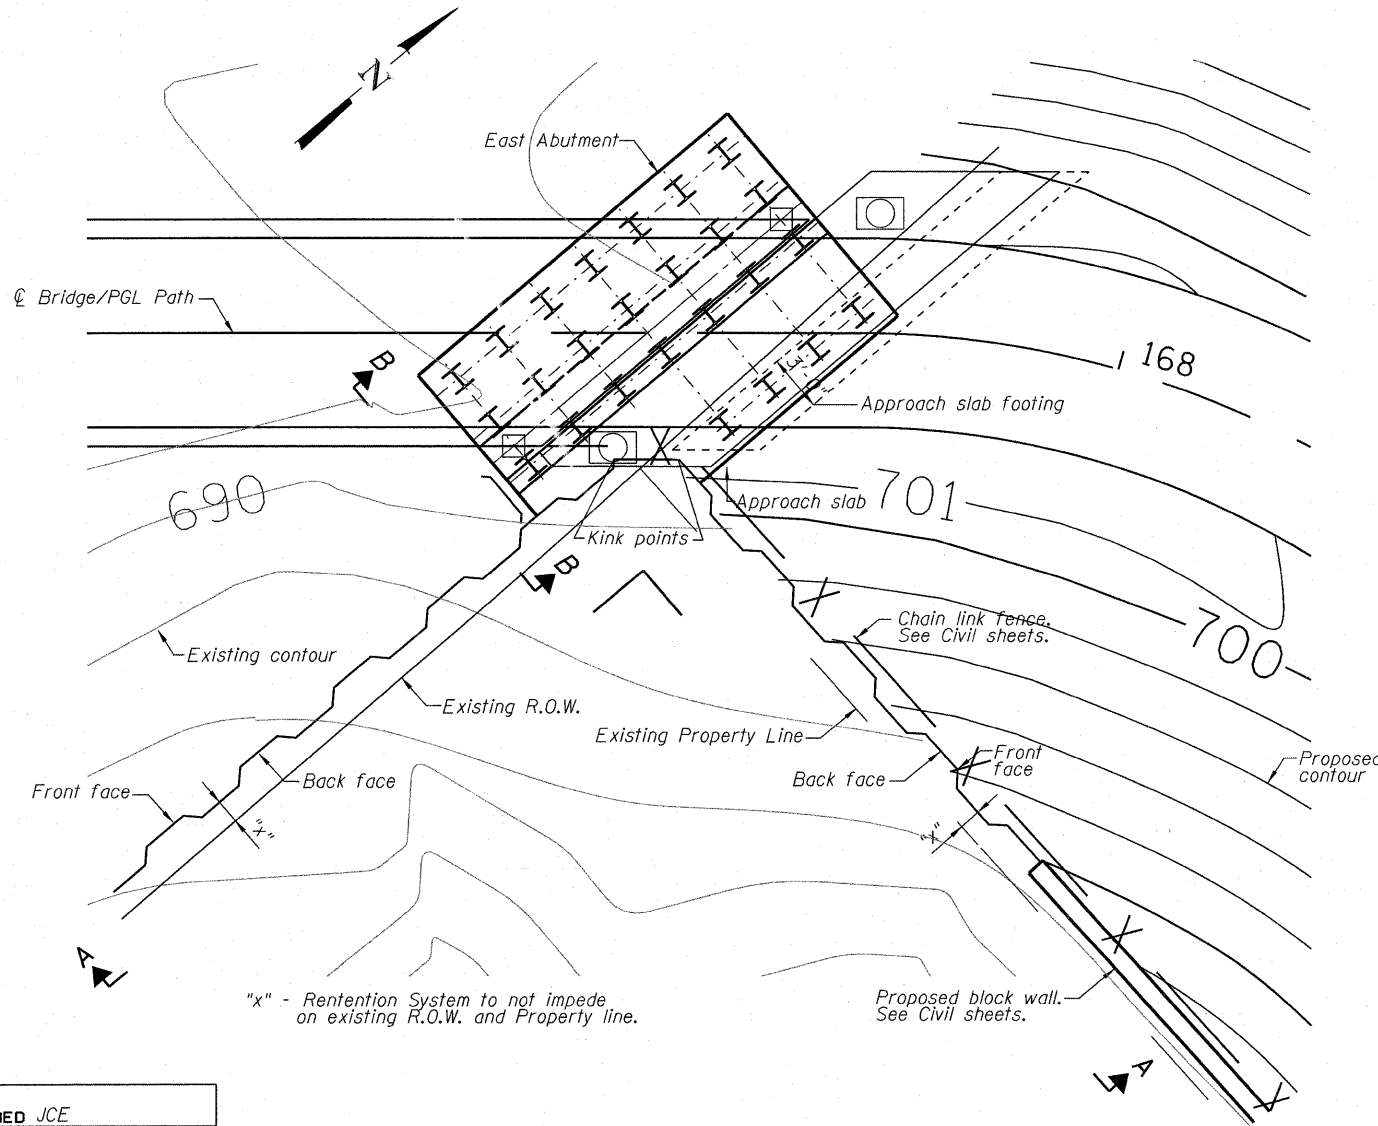 N
East Abutment
℄ Bridge/PGL Path
B
168
Approach slab footing
690
701
Approach slab
Kink points
B
Chain link fence.
See Civil sheets.
700
Existing contour
Existing R.O.W.
Existing Property Line
Front
face
Proposed
contour
Back face
Back face
Front face
"x"
"x"
A
"x" - Rentention System to not impede
on existing R.O.W. and Property line.
Proposed block wall.
See Civil sheets.
A
JCE